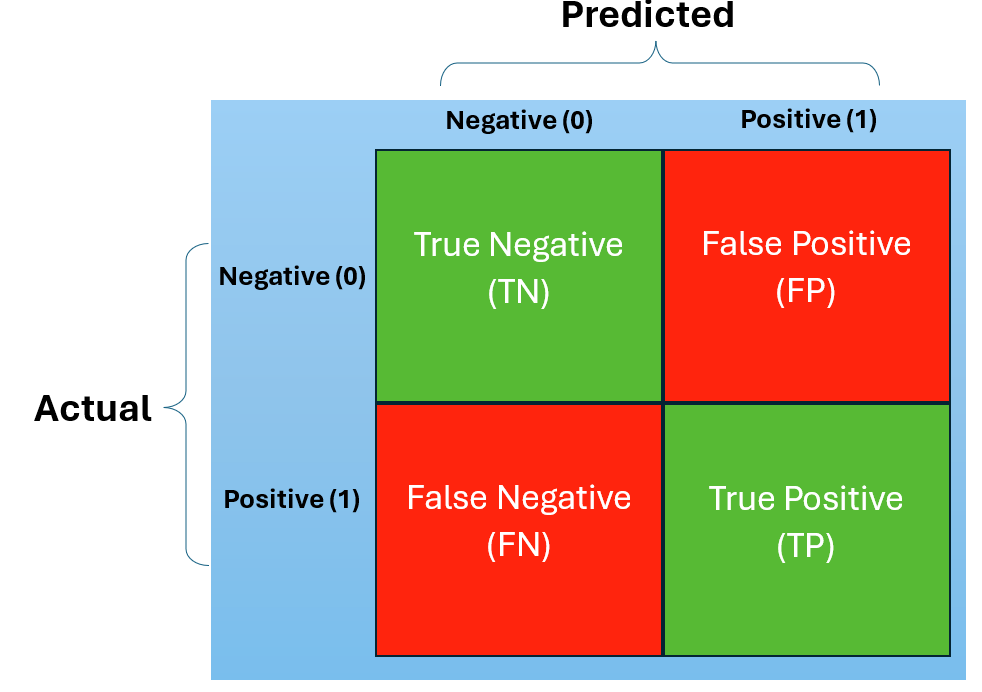 Predicted
Negative (0)
Positive (1)
True Negative
(TN)
False Positive
(FP)
Negative (0)
Actual
False Negative
(FN)
True Positive
(TP)
Positive (1)